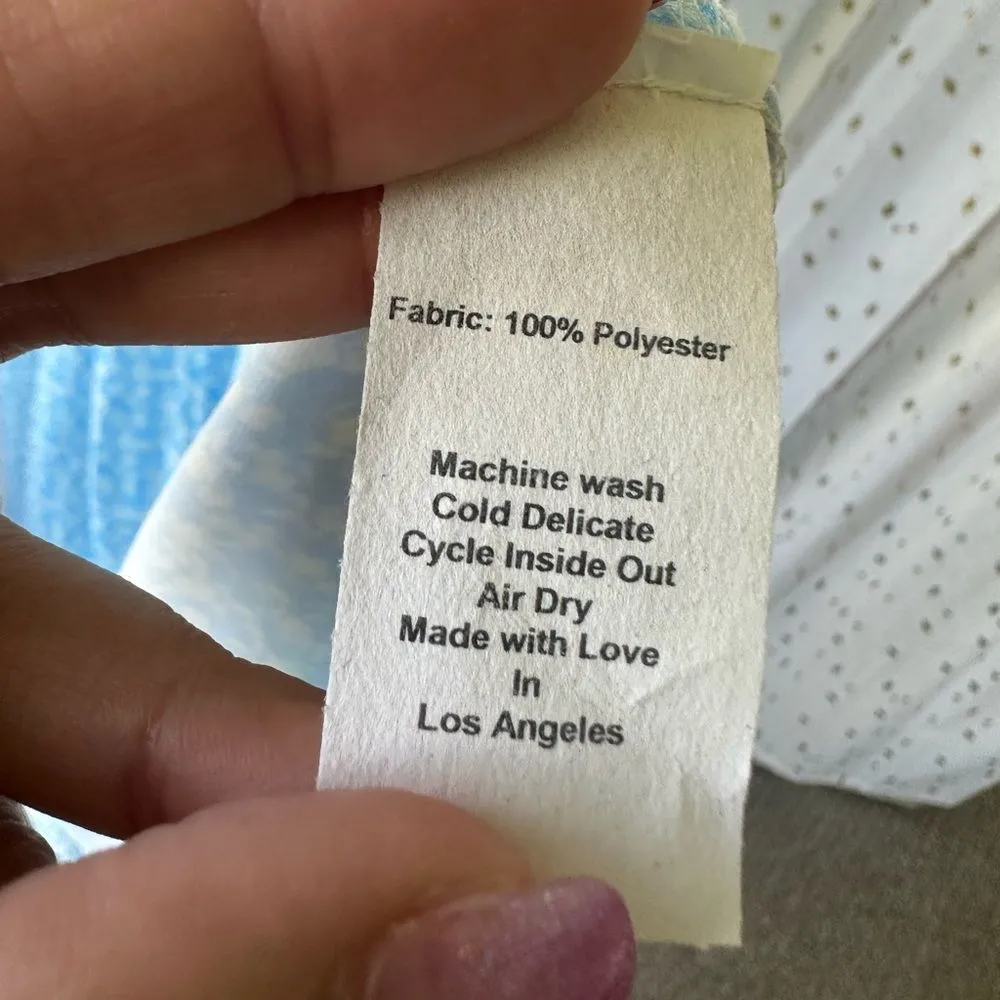 Fabric: 100% Polyester
Machine wash
Cold Delicate
Cycle Inside Out
Air Dry
Made with Love
In
Los Angeles